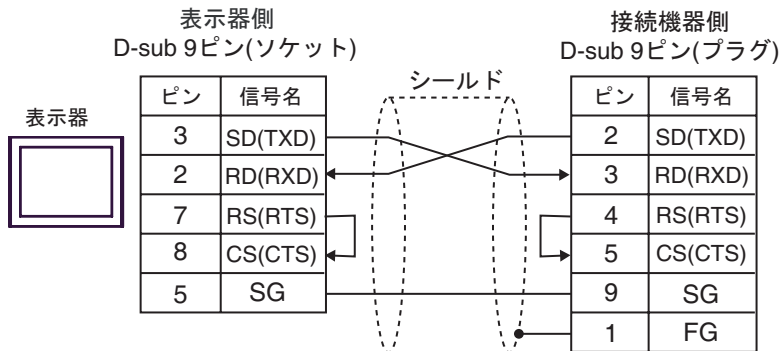 表示器側
D-sub 9ピン(ソケット)
接続機器側
D-sub 9ピン(プラグ)
シールド
表示器
ピン 信号名
3 SD(TXD)
2 RD(RXD)
7 RS(RTS)
8 CS(CTS)
5 SG
ピン 信号名
2 SD(TXD)
3 RD(RXD)
4 RS(RTS)
5 CS(CTS)
9 SG
1 FG